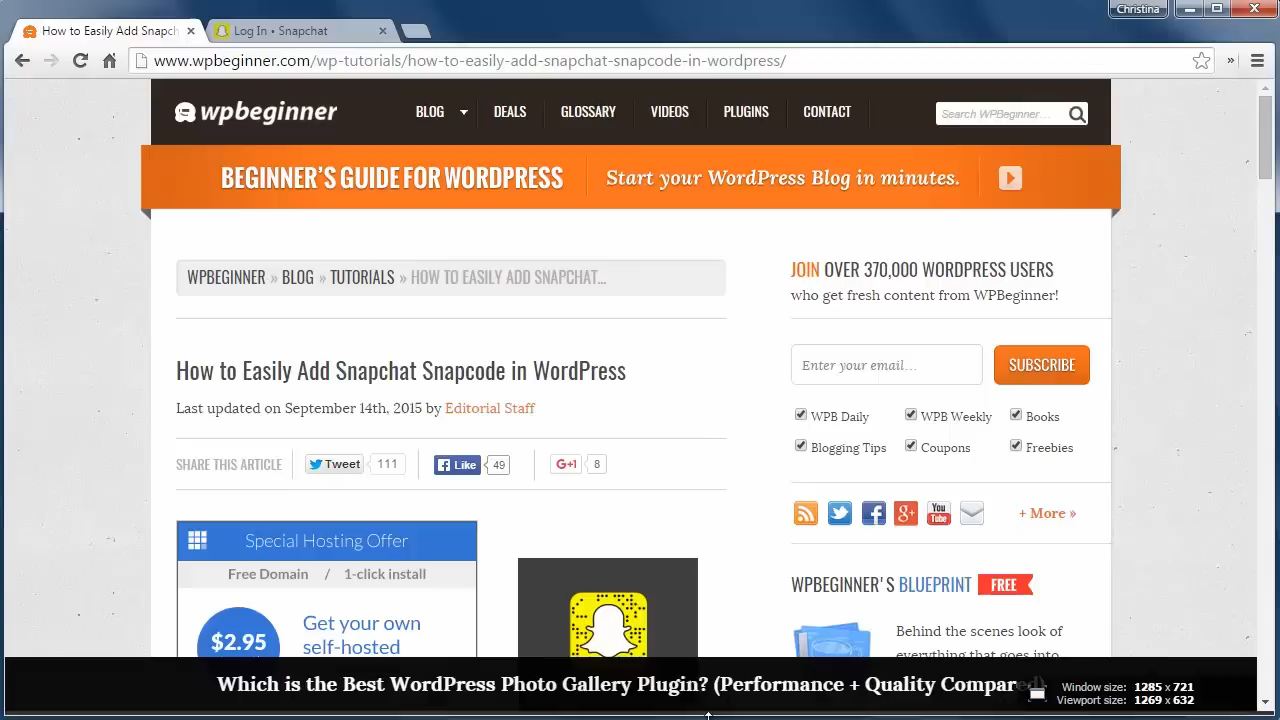 Christina
How to Easily Add Snapch
Log In • Snapchat
www.wpbeginner.com/wp-tutorials/how-to-easily-add-snapchat-snapcode-in-wordpress/
wpbeginner
BLOG
DEALS
GLOSSARY
VIDEOS
PLUGINS
CONTACT
Search WPBeginner...
BEGINNER'S GUIDE FOR WORDPRESS
Start your WordPress Blog in minutes.
WPBEGINNER » BLOG » TUTORIALS » HOW TO EASILY ADD SNAPCHAT...
How to Easily Add Snapchat Snapcode in WordPress
Last updated on September 14th, 2015 by Editorial Staff
SHARE THIS ARTICLE
Tweet 111
Like 49
G+1 8
Special Hosting Offer
Free Domain / 1-click install
$2.95
Get your own
self-hosted
JOIN OVER 370,000 WORDPRESS USERS
who get fresh content from WPBeginner!
Enter your email...
SUBSCRIBE
WPB Daily
WPB Weekly
Books
Blogging Tips
Coupons
Freebies
g+
You
Tube
+ More »
WPBEGINNER'S BLUEPRINT FREE
Behind the scenes look of
everything that goes into
Which is the Best WordPress Photo Gallery Plugin? (Performance + Quality Compared)
Window size: 1285 x 721
Viewport size: 1269 x 632